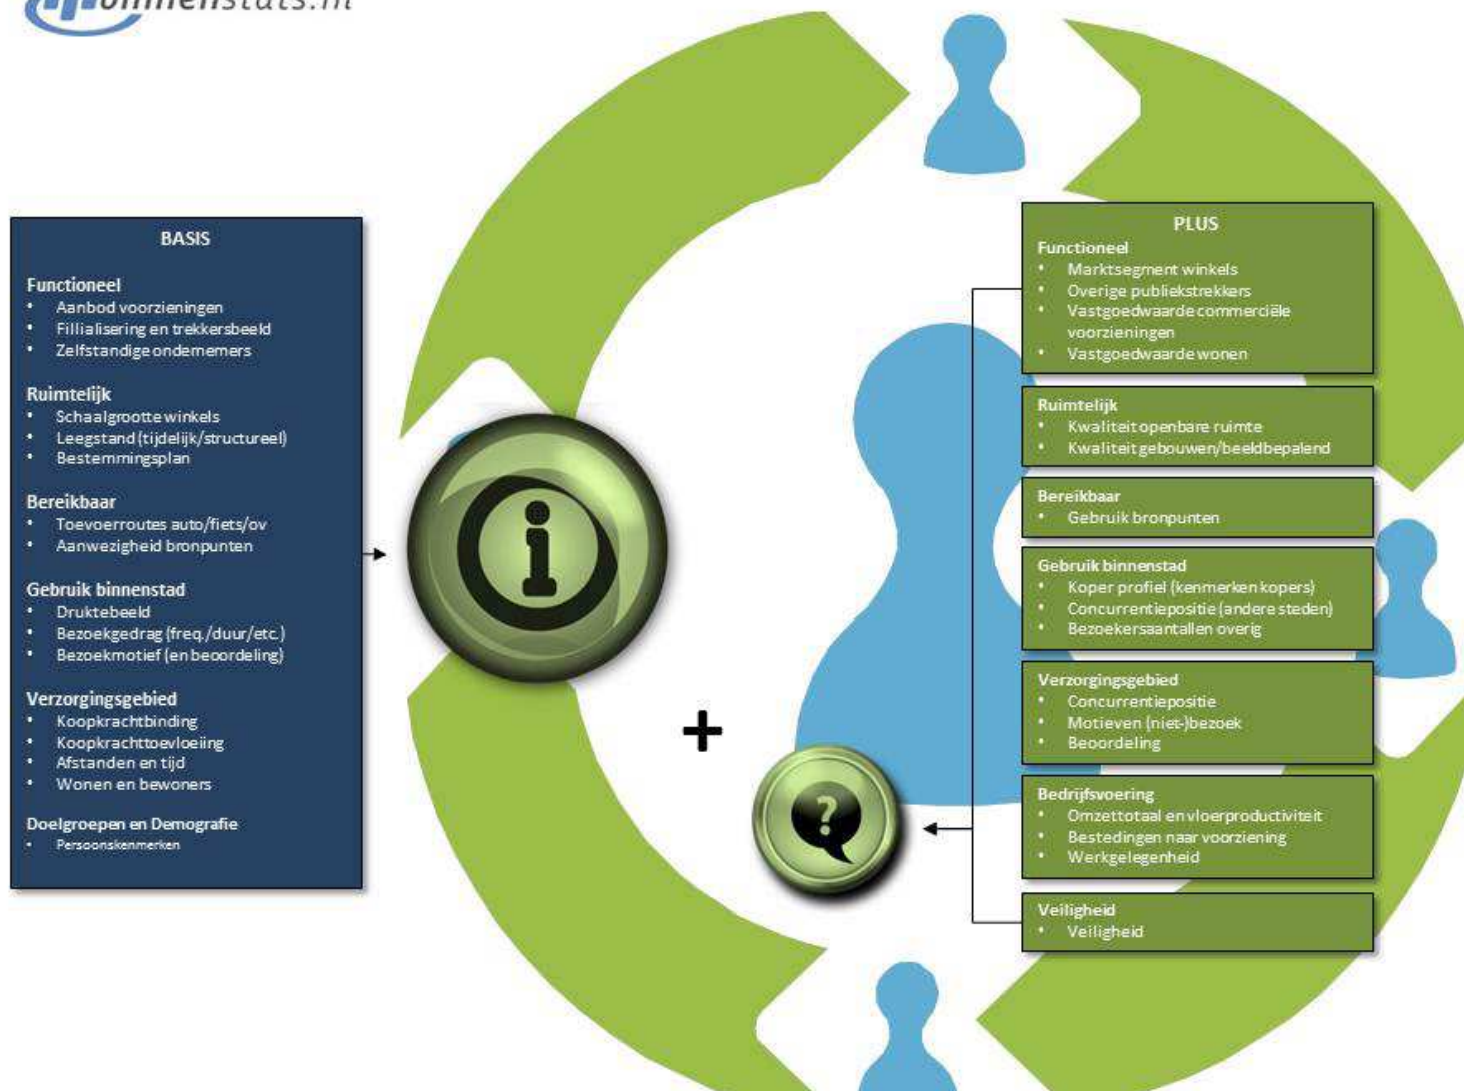 binnenstats.nl
BASIS
Functioneel
• Aanbod voorzieningen
• Fillialisering en trekkersbeeld
• Zelfstandige ondernemers
Ruimtelijk
• Schaalgrootte winkels
• Leegstand (tijdelijk/structureel)
• Bestemmingsplan
Bereikbaar
• Toevoerroutes auto/fiets/ov
• Aanwezigheid bronpunten
Gebruik binnenstad
• Druktebeeld
• Bezoekgedrag (freq./duur/etc.)
• Bezoekmotief (en beoordeling)
Verzorgingsgebied
• Koopkrachtbinding
• Koopkrachttoevloeiing
• Afstanden en tijd
• Wonen en bewoners
Doelgroepen en Demografie
• Persoonskenmerken
i
+
?
PLUS
Functioneel
• Marktsegment winkels
• Overige publiekstrekkers
• Vastgoedwaarde commerciële
voorzieningen
• Vastgoedwaarde wonen
Ruimtelijk
• Kwaliteit openbare ruimte
• Kwaliteit gebouwen/beeldbepalend
Bereikbaar
• Gebruik bronpunten
Gebruik binnenstad
• Koper profiel (kenmerken kopers)
• Concurrentiepositie (andere steden)
• Bezoekersaantallen overig
Verzorgingsgebied
• Concurrentiepositie
• Motieven (niet-)bezoek
• Beoordeling
Bedrijfsvoering
• Omzettotaal en vloerproductiviteit
• Bestedingen naar voorziening
• Werkgelegenheid
Veiligheid
• Veiligheid